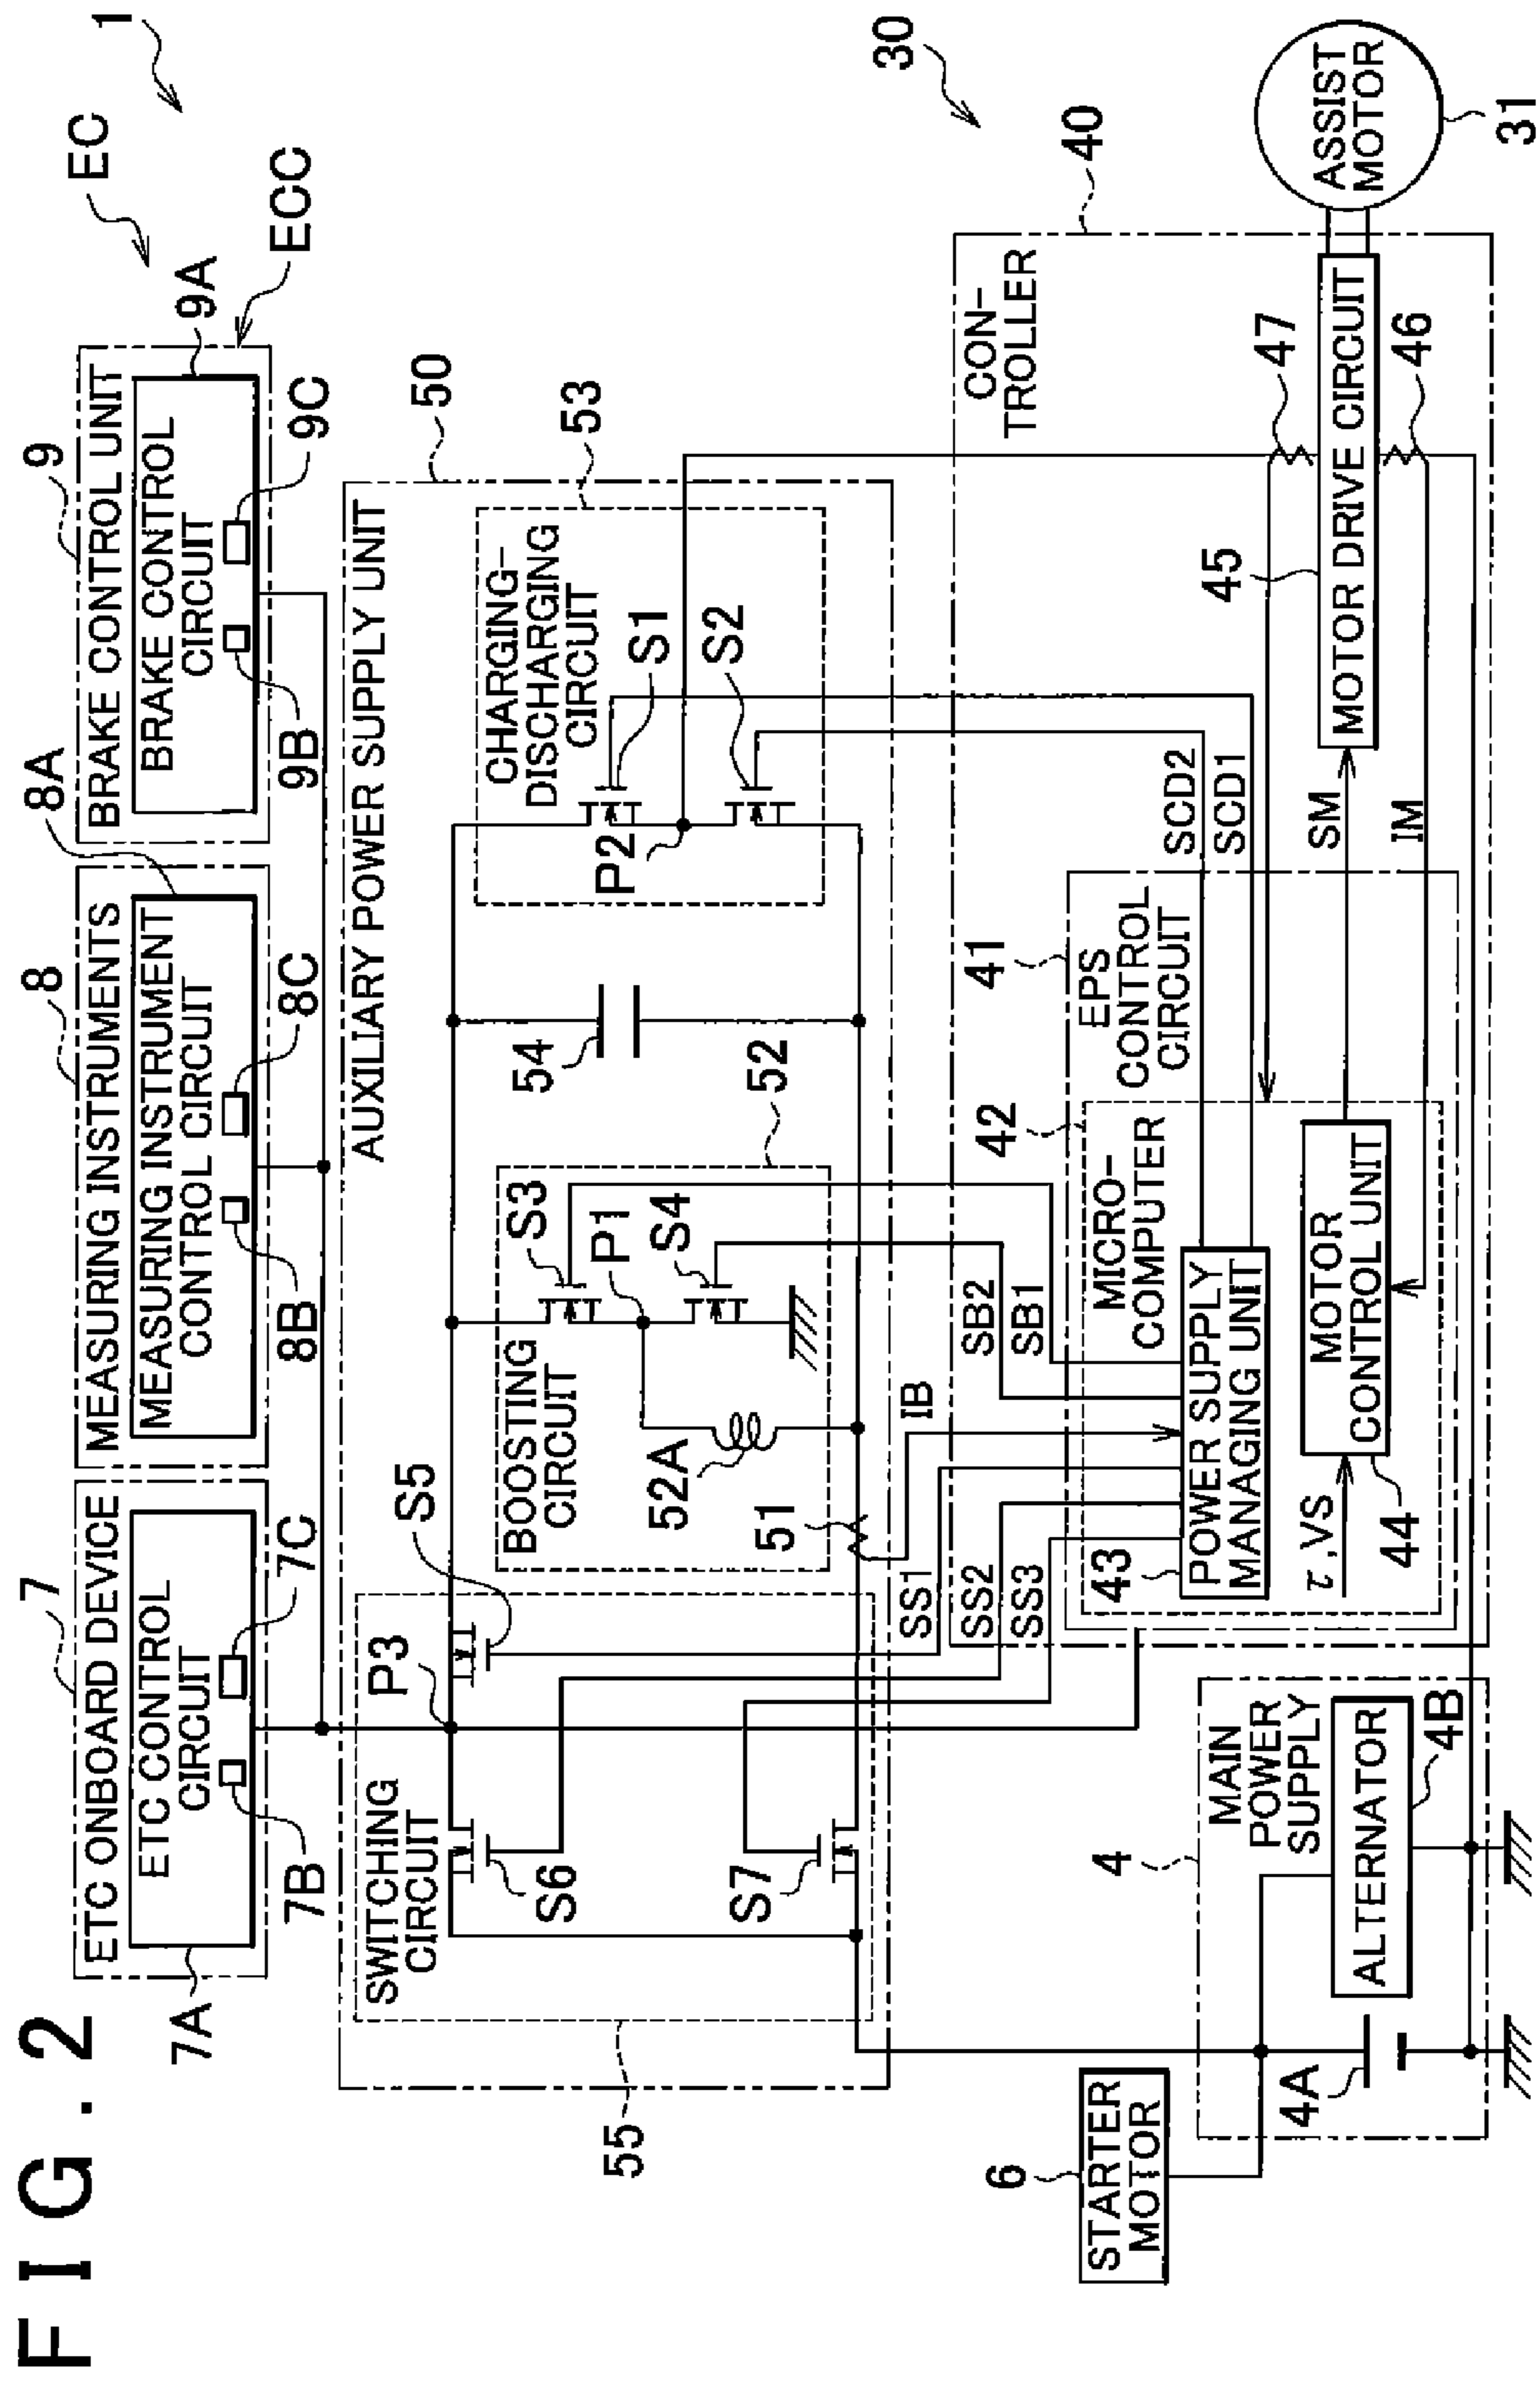 FIG. 2
1
EC
ECC
7
ETC ONBOARD DEVICE
ETC CONTROL
CIRCUIT
7A
7B
7C
8
MEASURING INSTRUMENTS
MEASURING INSTRUMENT
CONTROL CIRCUIT
8A
8B
8C
9
BRAKE CONTROL UNIT
BRAKE CONTROL
CIRCUIT
9A
9B
9C
50
AUXILIARY POWER SUPPLY UNIT
55
SWITCHING
CIRCUIT
P3
S5
S6
S7
BOOSTING
CIRCUIT
52
S3
P1
S4
52A
51
54
53
CHARGING-
DISCHARGING
CIRCUIT
S1
S2
P2
30
40
CON-
TROLLER
IB
SS1
SS2
SS3
SB2
SB1
SCD2
SCD1
41
EPS
CONTROL
CIRCUIT
42
MICRO-
COMPUTER
43
POWER SUPPLY
MANAGING UNIT
MOTOR
CONTROL UNIT
44
τ,VS
SM
IM
45
MOTOR DRIVE CIRCUIT
47
46
ASSIST
MOTOR
31
4
MAIN
POWER
SUPPLY
ALTERNATOR
4B
4A
6
STARTER
MOTOR